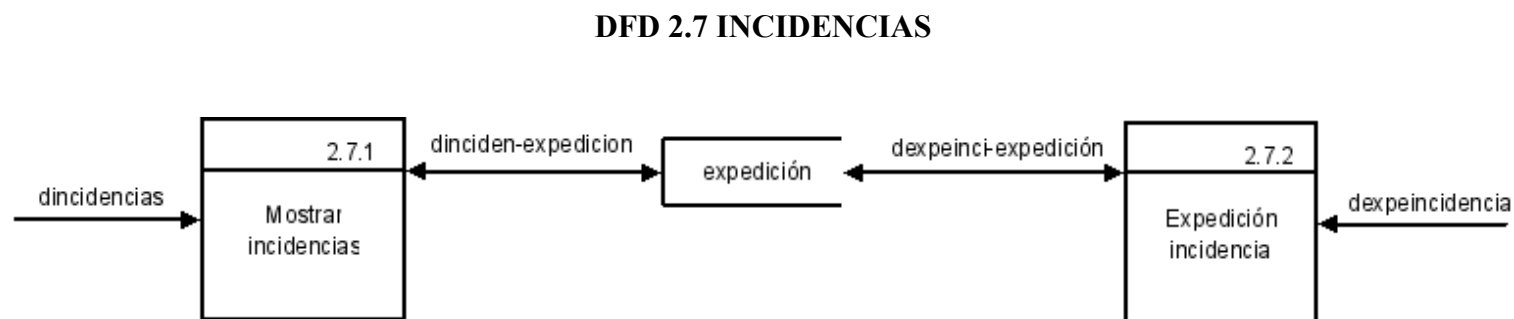 DFD 2.7 INCIDENCIAS
2.7.1
dinciden-expedicion
dexpeinci-expedición
2.7.2
expedición
dincidencias
Mostrar
incidencias
Expedición
incidencia
dexpeincidencia